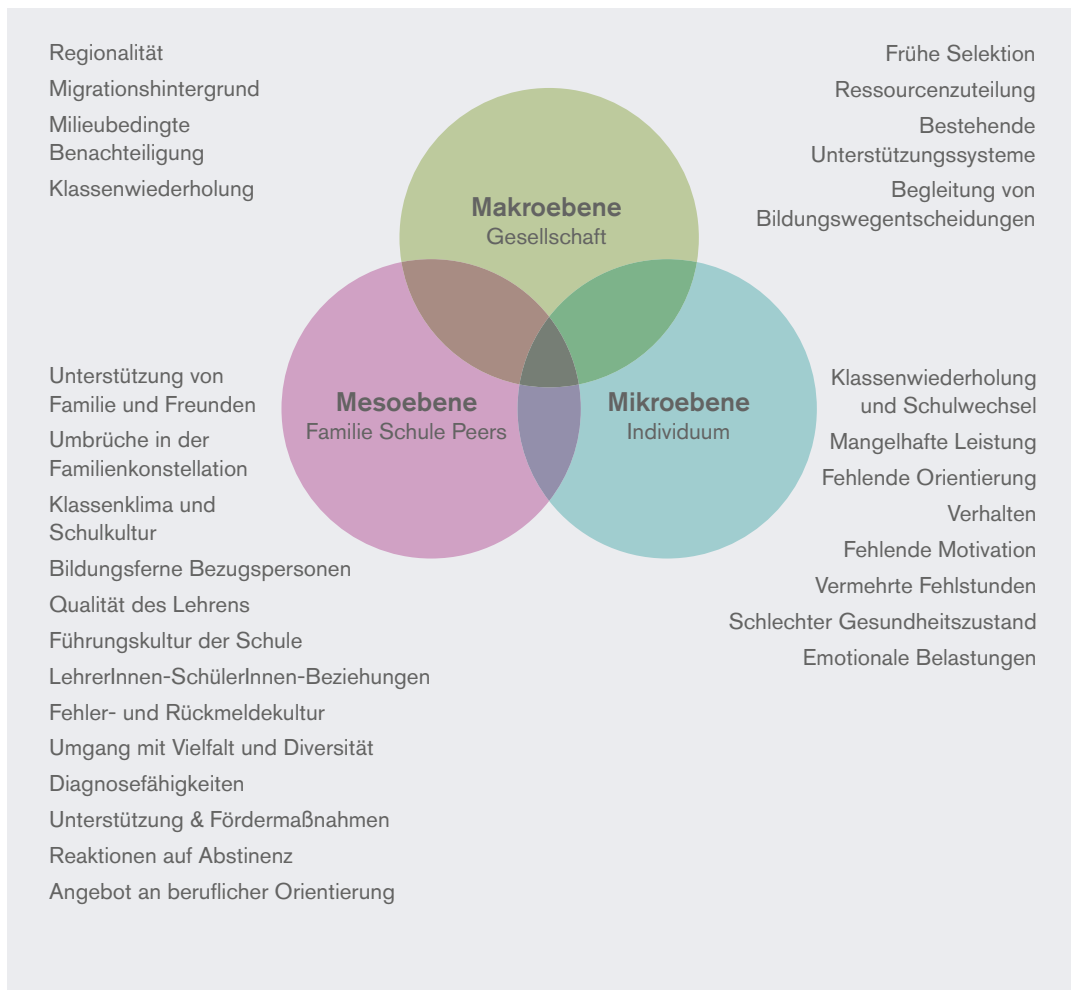 Regionalität
Migrationshintergrund
Milieubedingte
Benachteiligung
Klassenwiederholung
Frühe Selektion
Ressourcenzuteilung
Bestehende
Unterstützungssysteme
Begleitung von
Bildungswegentscheidungen
Makroebene
Gesellschaft
Mesoebene
Familie Schule Peers
Mikroebene
Individuum
Unterstützung von
Familie und Freunden
Umbrüche in der
Familienkonstellation
Klassenklima und
Schulkultur
Bildungsferne Bezugspersonen
Qualität des Lehrens
Führungskultur der Schule
LehrerInnen-SchülerInnen-Beziehungen
Fehler- und Rückmeldekultur
Umgang mit Vielfalt und Diversität
Diagnosefähigkeiten
Unterstützung & Fördermaßnahmen
Reaktionen auf Abstinenz
Angebot an beruflicher Orientierung
Klassenwiederholung
und Schulwechsel
Mangelhafte Leistung
Fehlende Orientierung
Verhalten
Fehlende Motivation
Vermehrte Fehlstunden
Schlechter Gesundheitszustand
Emotionale Belastungen